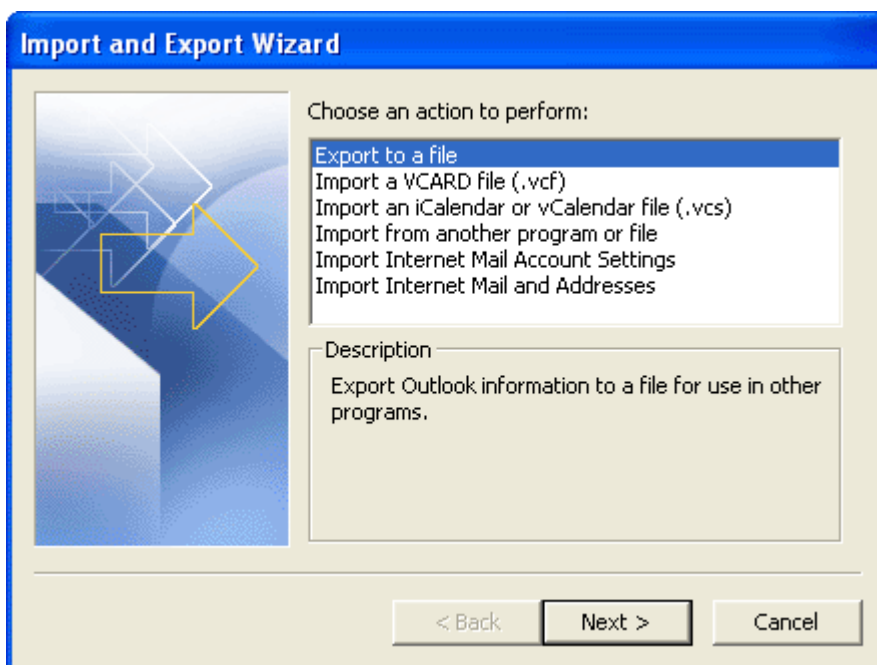 Import and Export Wizard
Choose an action to perform:
Export to a file
Import a VCARD file (.vcf)
Import an iCalendar or vCalendar file (.vcs)
Import from another program or file
Import Internet Mail Account Settings
Import Internet Mail and Addresses
Description
Export Outlook information to a file for use in other
programs.
< Back
Next >
Cancel